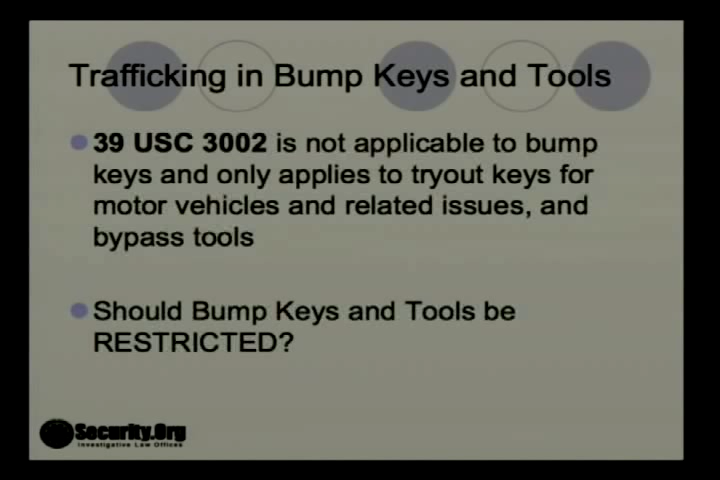 Trafficking in Bump Keys and Tools
39 USC 3002 is not applicable to bump
keys and only applies to tryout keys for
motor vehicles and related issues, and
bypass tools
Should Bump Keys and Tools be
RESTRICTED?
Security.Org
Investigative Law Offices